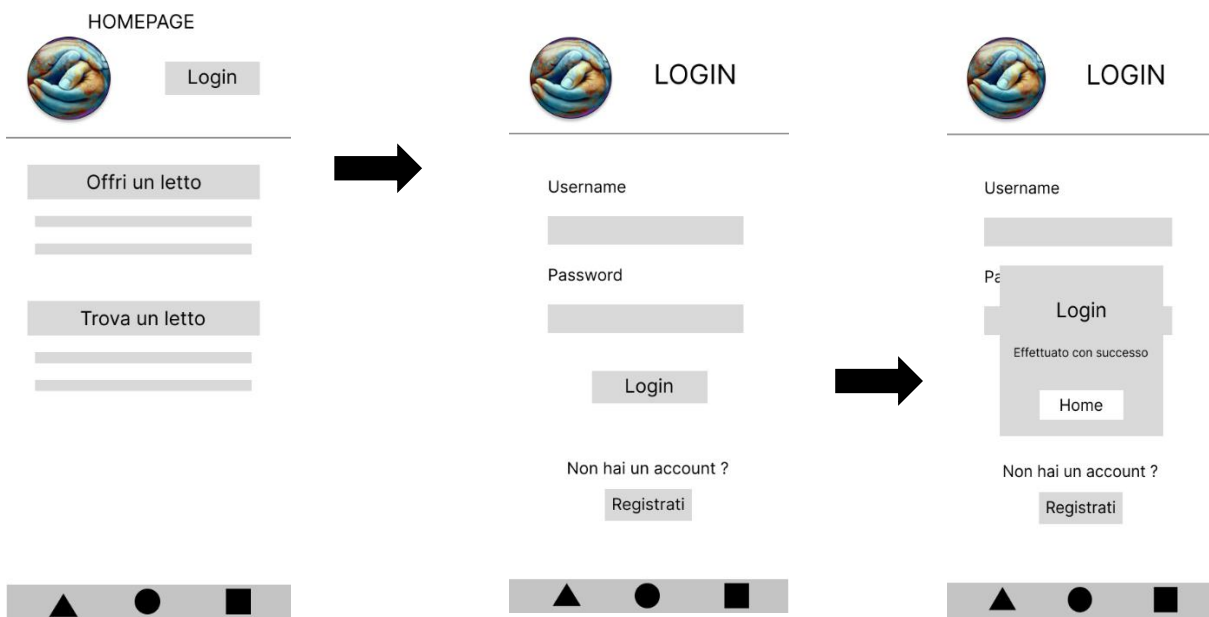 HOMEPAGE
Login
Offri un letto
Trova un letto
LOGIN
Username
Password
Login
Non hai un account ?
Registrati
LOGIN
Username
Pa
Login
Effettuato con successo
Home
Non hai un account ?
Registrati